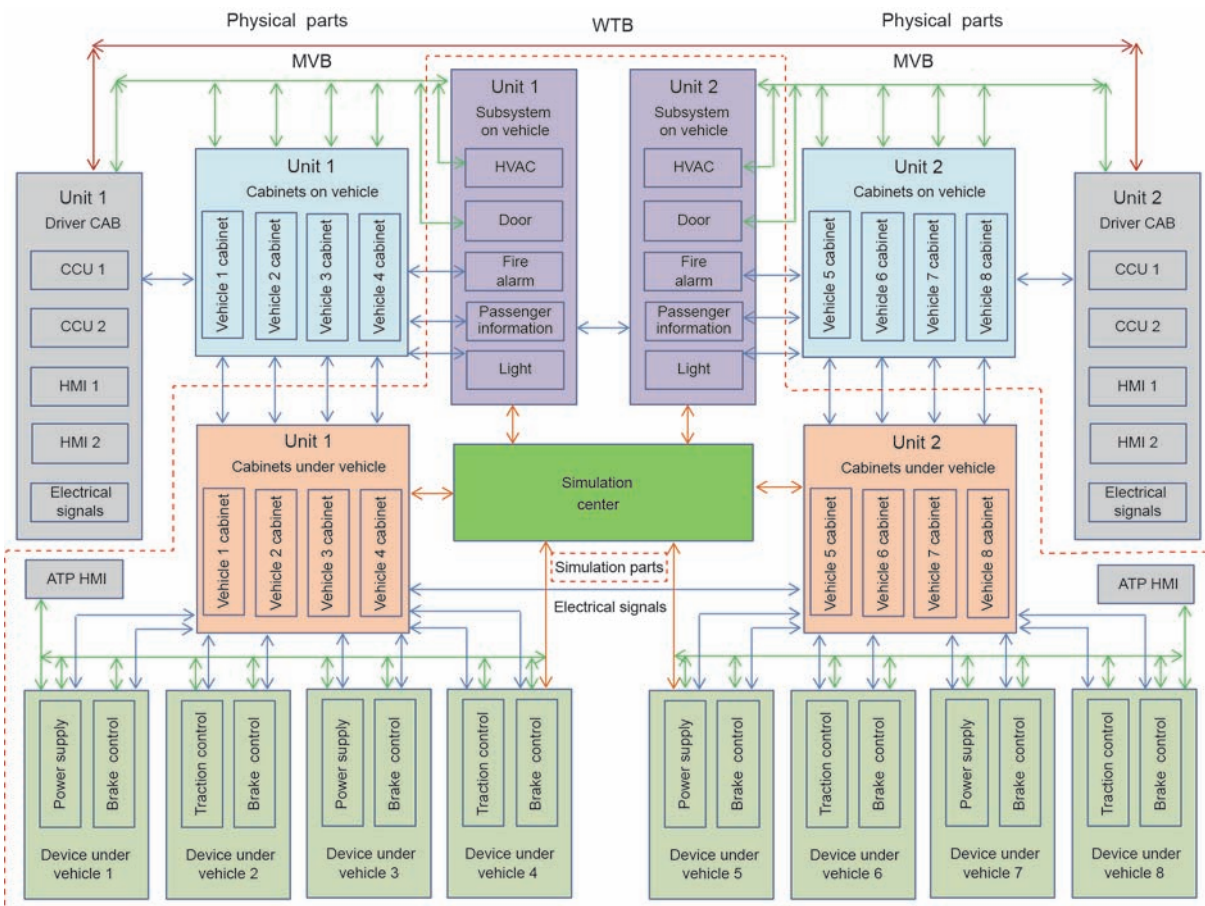 Physical parts
WTB
Physical parts
MVB
MVB
Unit 1
Subsystem
on vehicle
HVAC
Door
Fire
alarm
Passenger
information
Light
Unit 2
Subsystem
on vehicle
HVAC
Door
Fire
alarm
Passenger
information
Light
Unit 1
Driver CAB
CCU 1
CCU 2
HMI 1
HMI 2
Electrical
signals
Unit 1
Cabinets on vehicle
Vehicle 1 cabinet
Vehicle 2 cabinet
Vehicle 3 cabinet
Vehicle 4 cabinet
Unit 2
Cabinets on vehicle
Vehicle 5 cabinet
Vehicle 6 cabinet
Vehicle 7 cabinet
Vehicle 8 cabinet
Unit 2
Driver CAB
CCU 1
CCU 2
HMI 1
HMI 2
Electrical
signals
Unit 1
Cabinets under vehicle
Vehicle 1 cabinet
Vehicle 2 cabinet
Vehicle 3 cabinet
Vehicle 4 cabinet
Simulation
center
Unit 2
Cabinets under vehicle
Vehicle 5 cabinet
Vehicle 6 cabinet
Vehicle 7 cabinet
Vehicle 8 cabinet
Simulation parts
Electrical signals
ATP HMI
ATP HMI
Power supply
Brake control
Device under
vehicle 1
Traction control
Brake control
Device under
vehicle 2
Power supply
Brake control
Device under
vehicle 3
Traction control
Brake control
Device under
vehicle 4
Power supply
Brake control
Device under
vehicle 5
Traction control
Brake control
Device under
vehicle 6
Power supply
Brake control
Device under
vehicle 7
Traction control
Brake control
Device under
vehicle 8